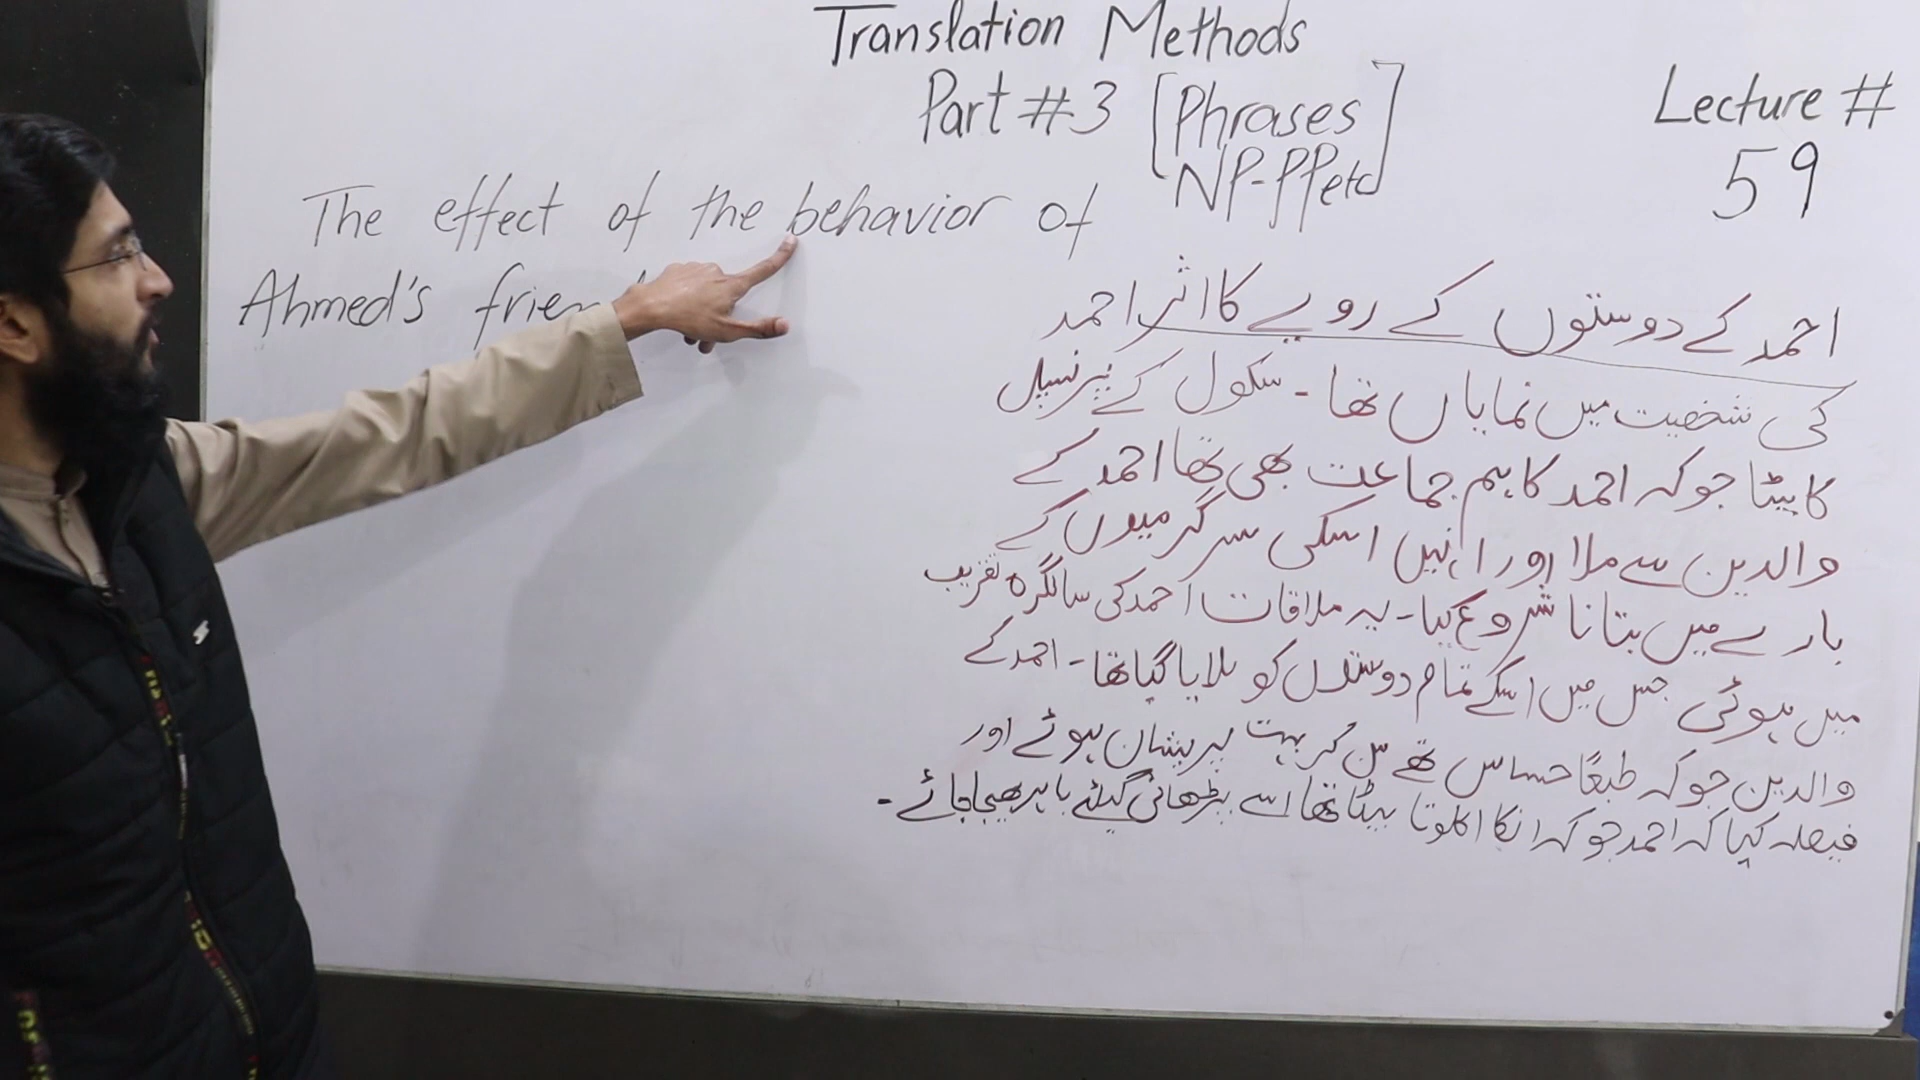 Translation Methods
Part #3 [Phrases
NP-PP etc]
Lecture #
59
The effect of the behavior of
Ahmed's
احمد کے دوستوں کے رویے کا اثر احمد
کی شخصیت میں نمایاں تھا - سکول کے پرنسپل
کا بیٹا جو کہ احمد کا ہم جماعت بھی تھا احمد کے
والدین سے ملا اور انہیں اسکی سرگرمیوں کے
بارے میں بتانا شروع کیا - یہ ملاقات احمد کی سالگرہ تقریب
میں ہوئی جس میں اسکے تمام دوستوں کو بلایا گیا تھا - احمد کے
والدین جو کہ طبعًا حساس تھے سن کر بہت پریشان ہوئے اور
فیصلہ کیا کہ احمد جو کہ انکا اکلوتا بیٹا تھا اسے پڑھائی کیلئے باہر بھیجا جائے -